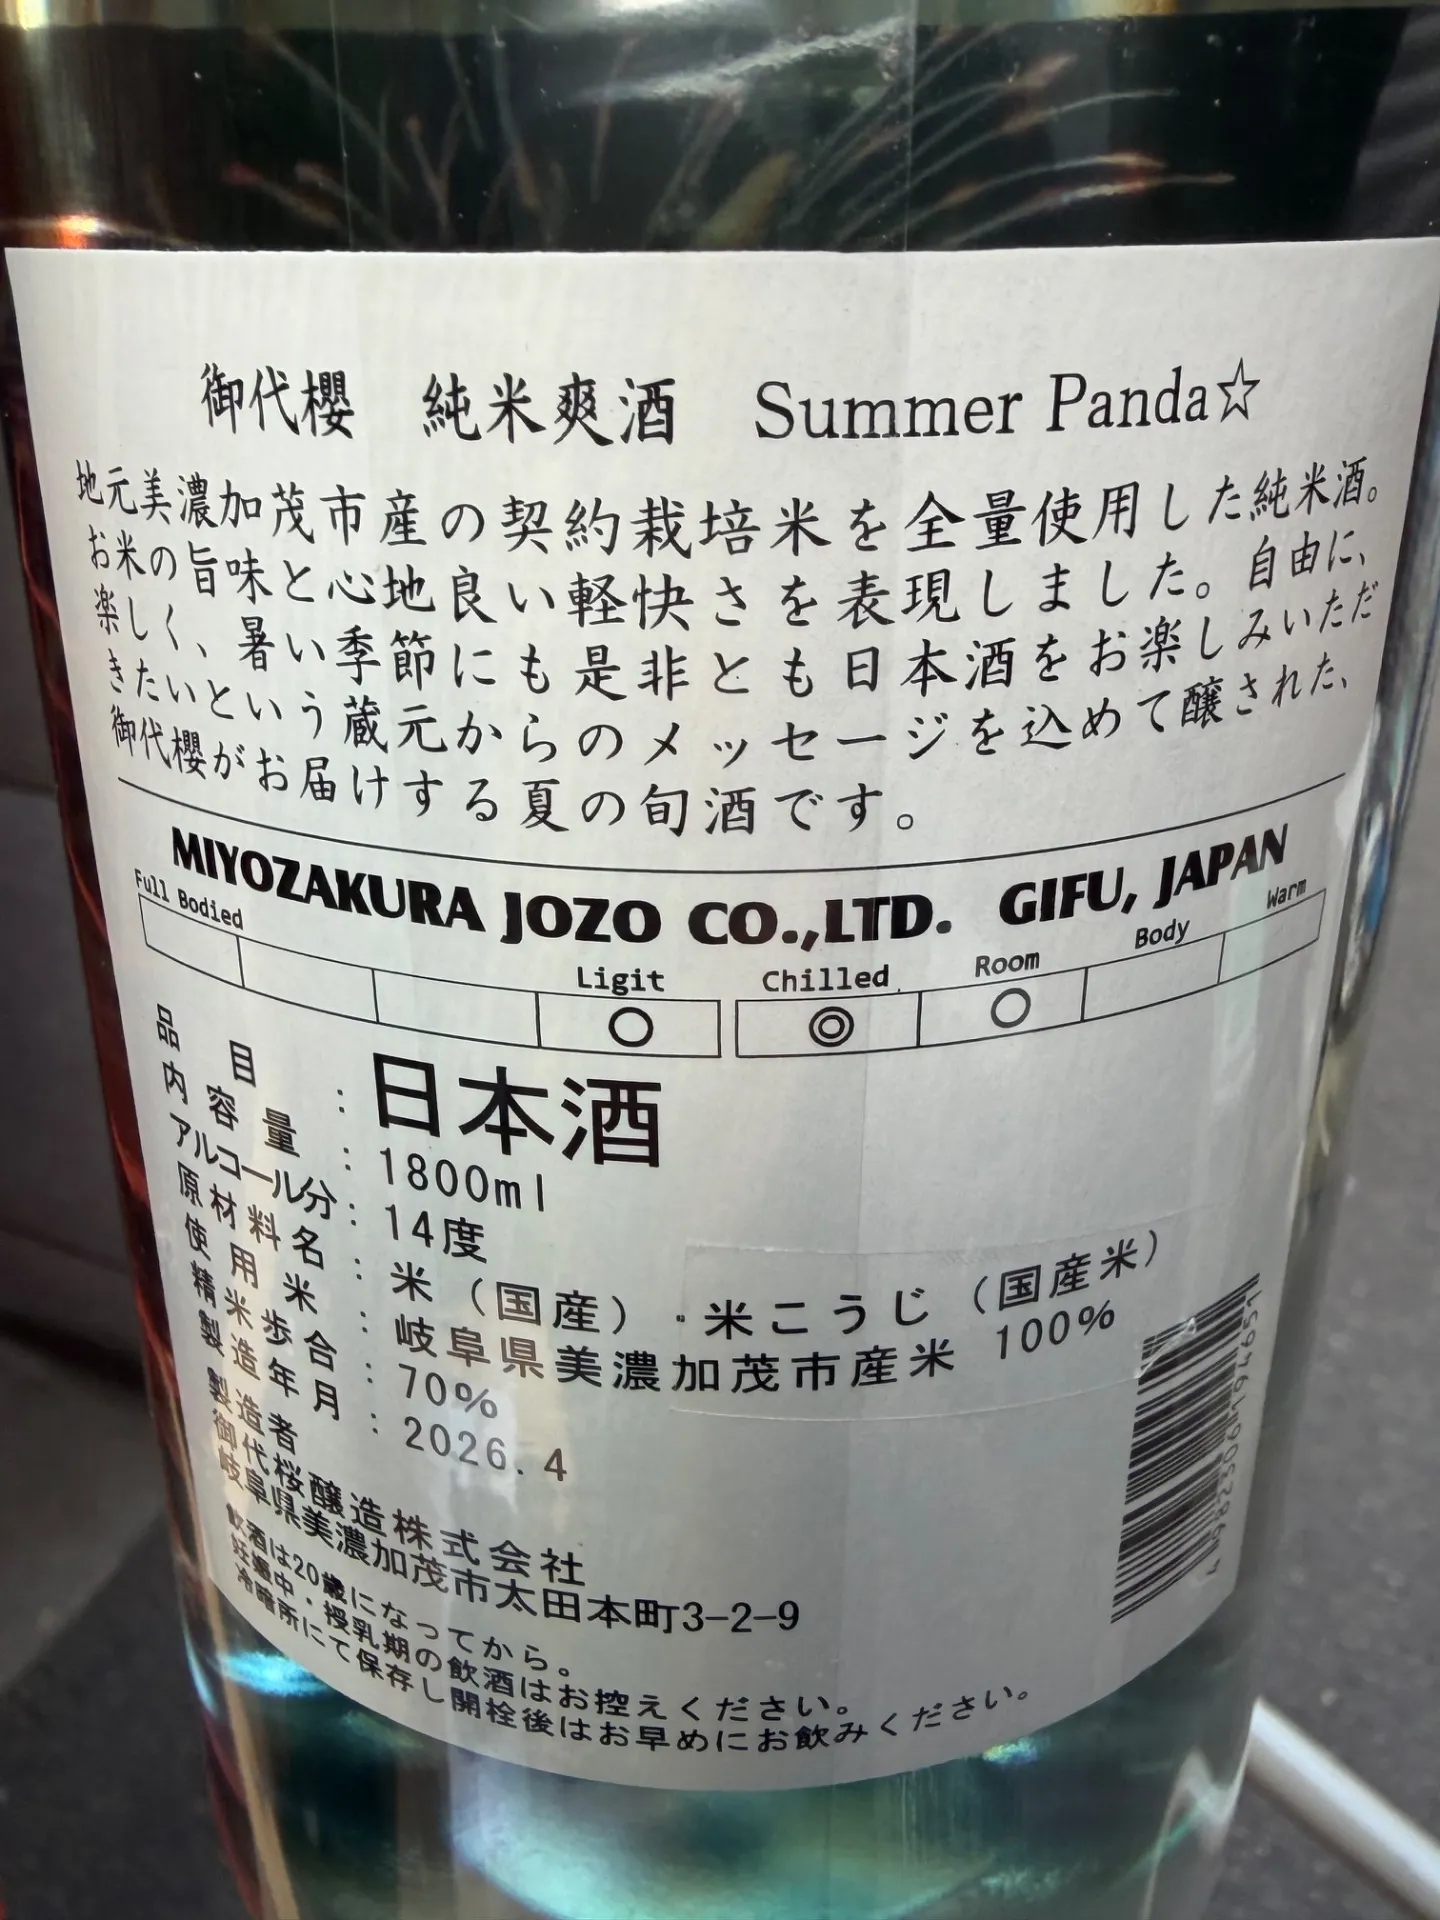 御代櫻 純米爽酒 Summer Panda☆
地元美濃加茂市産の契約栽培米を全量使用した純米酒。
お米の旨味と心地良い軽快さを表現しました。自由に、
楽しく、暑い季節にも是非とも日本酒をお楽しみいただ
きたいという蔵元からのメッセージを込めて醸された、
御代櫻がお届けする夏の旬酒です。
MIYOZAKURA JOZO CO.,LTD. GIFU, JAPAN
Full Bodied Ligit Chilled Room Body Warm
○ ◎ ○
品目:日本酒
内容量:1800ml
アルコール分:14度
原材料名:米(国産)・米こうじ(国産米)
使用米:岐阜県美濃加茂市産米 100%
精米歩合:70%
製造年月:2026.4
製造者
御代桜醸造株式会社
岐阜県美濃加茂市太田本町3-2-9
飲酒は20歳になってから。
妊娠中・授乳期の飲酒はお控えください。
冷暗所にて保存し開栓後はお早めにお飲みください。